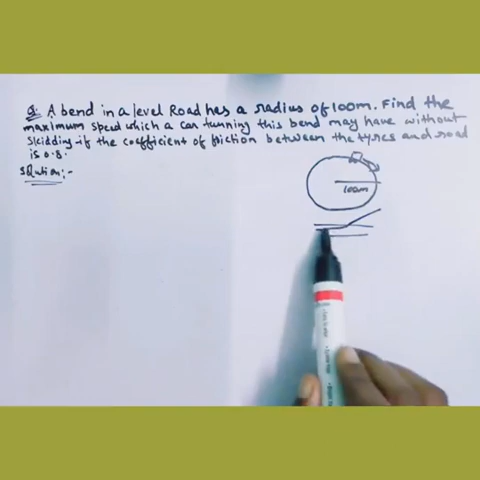 Q:- A bend in a level Road has a radius of 100m. Find the
maximum speed which a car turning this bend may have without
skidding if the coefficient of friction between the tyres and road
is 0.8.
SQution:-
100m